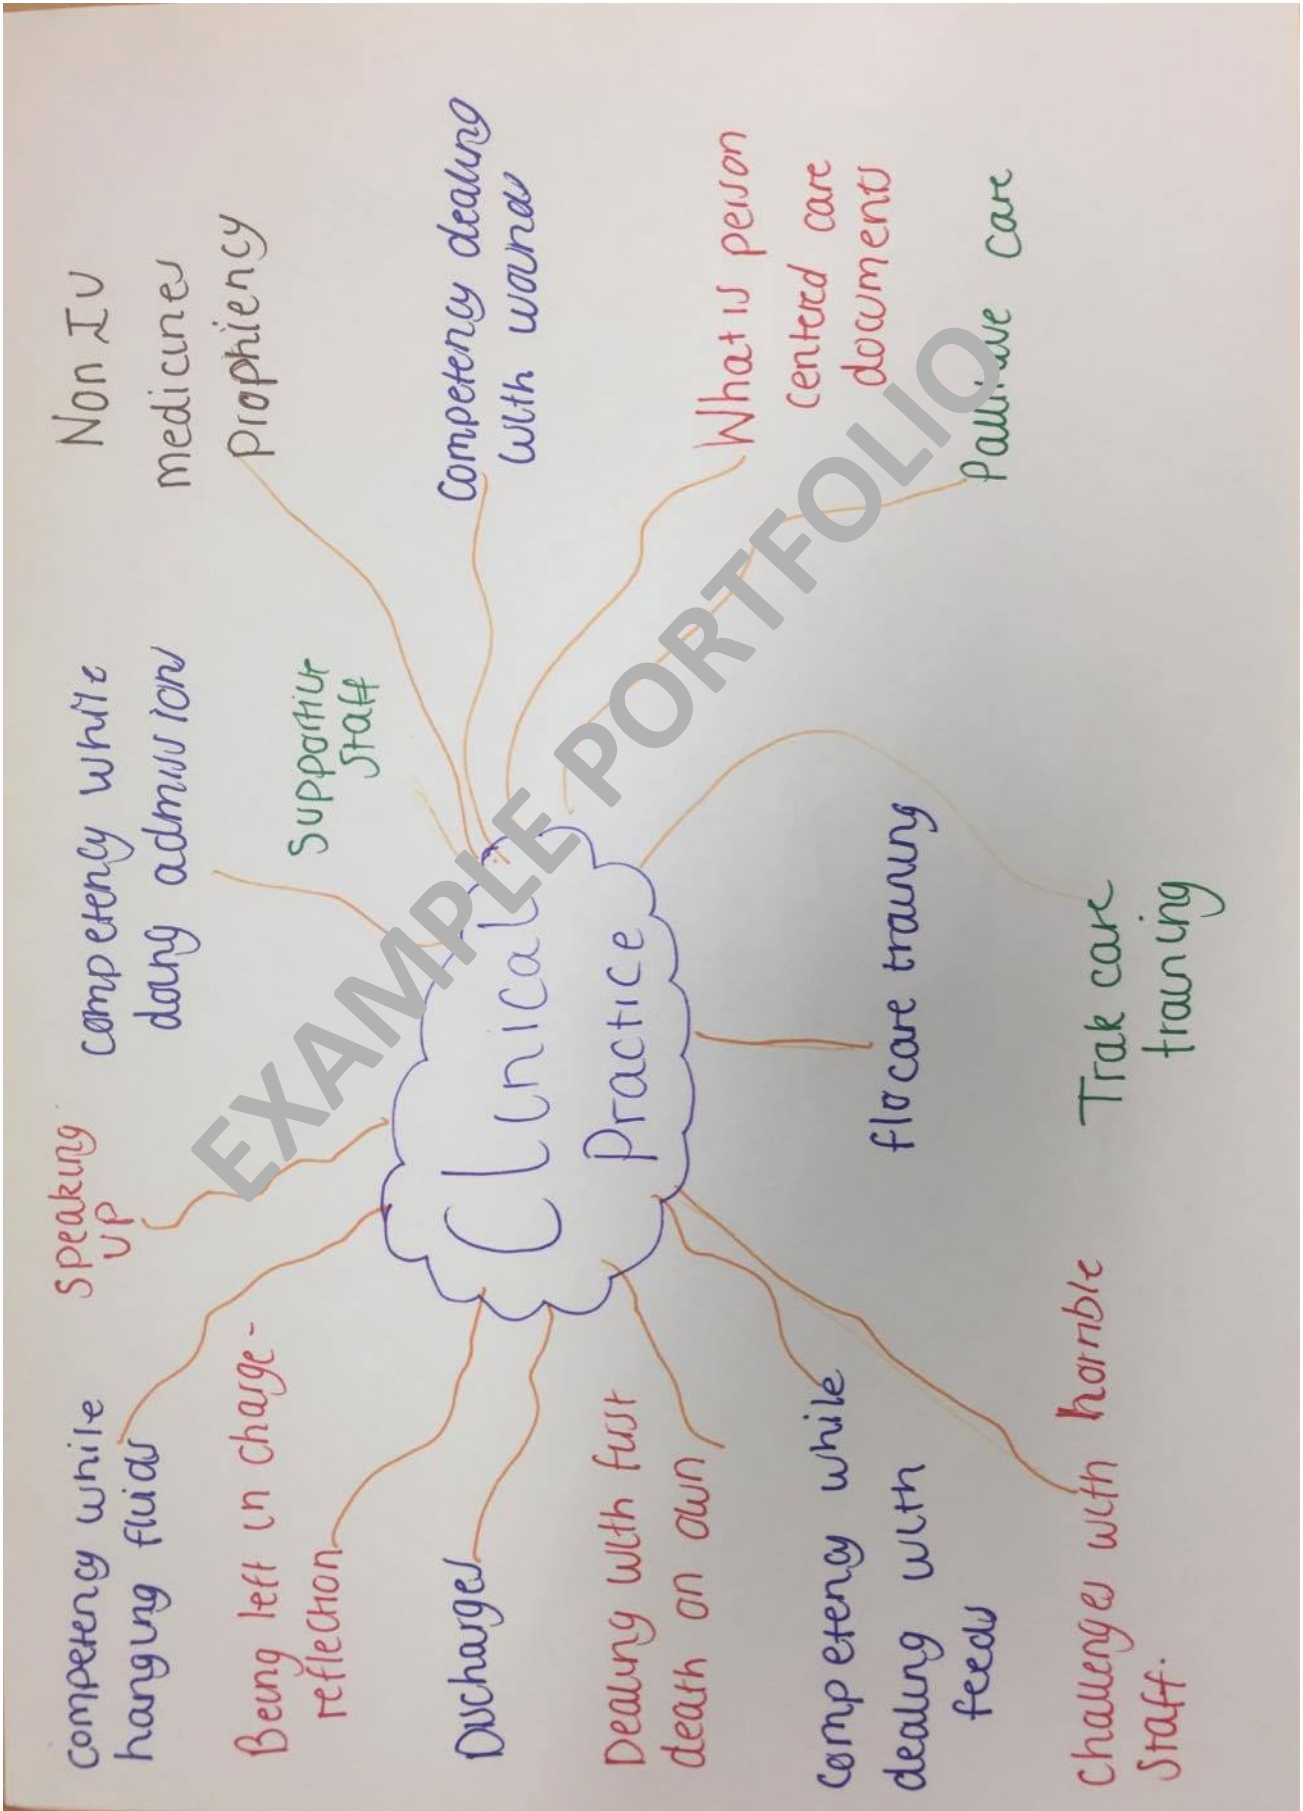 competency while
hanging fluids
Speaking
up
competency while
doing admission
Non IV
medicines
prophiency
Supportive
staff
Being left in charge -
reflection
Clinical
Practice
Competency dealing
with wounds
Discharges
Dealing with first
death on own
What is person
centered care
documents
competency while
dealing with
feeds
flocare training
Palliative care
Challenges with horrible
staff.
Trak care
training
EXAMPLE PORTFOLIO